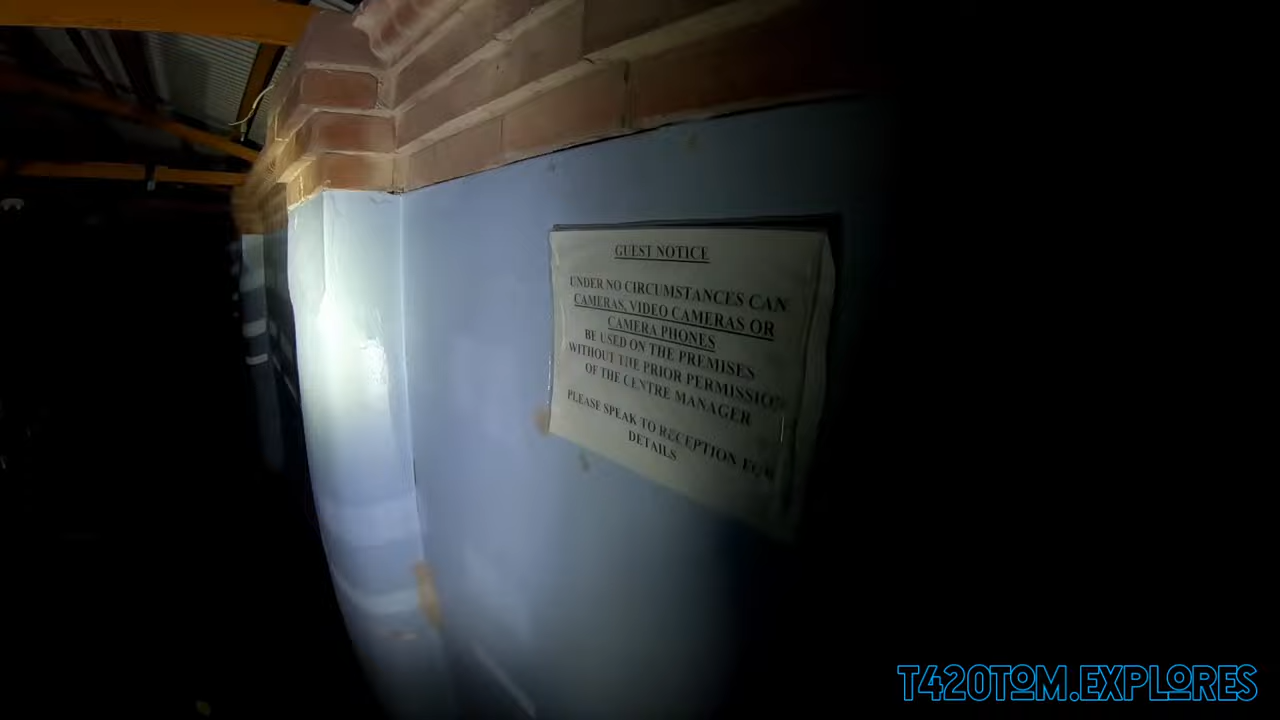 GUEST NOTICE
UNDER NO CIRCUMSTANCES CAN
CAMERAS, VIDEO CAMERAS OR
CAMERA PHONES
BE USED ON THE PREMISES
WITHOUT THE PRIOR PERMISSION
OF THE CENTRE MANAGER
PLEASE SPEAK TO RECEPTION FOR
DETAILS
T420TOM.EXPLORES